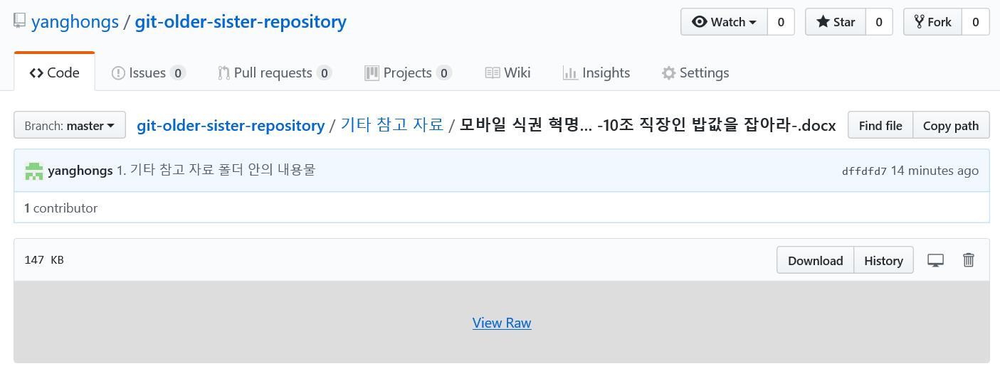 yanghongs / git-older-sister-repository Watch 0 Star 0 Fork 0
Code Issues 0 Pull requests 0 Projects 0 Wiki Insights Settings
Branch: master git-older-sister-repository / 기타 참고 자료 / 모바일 식권 혁명... -10조 직장인 밥값을 잡아라-.docx Find file Copy path
yanghongs 1. 기타 참고 자료 폴더 안의 내용물 dffdfd7 14 minutes ago
1 contributor
147 KB Download History
View Raw